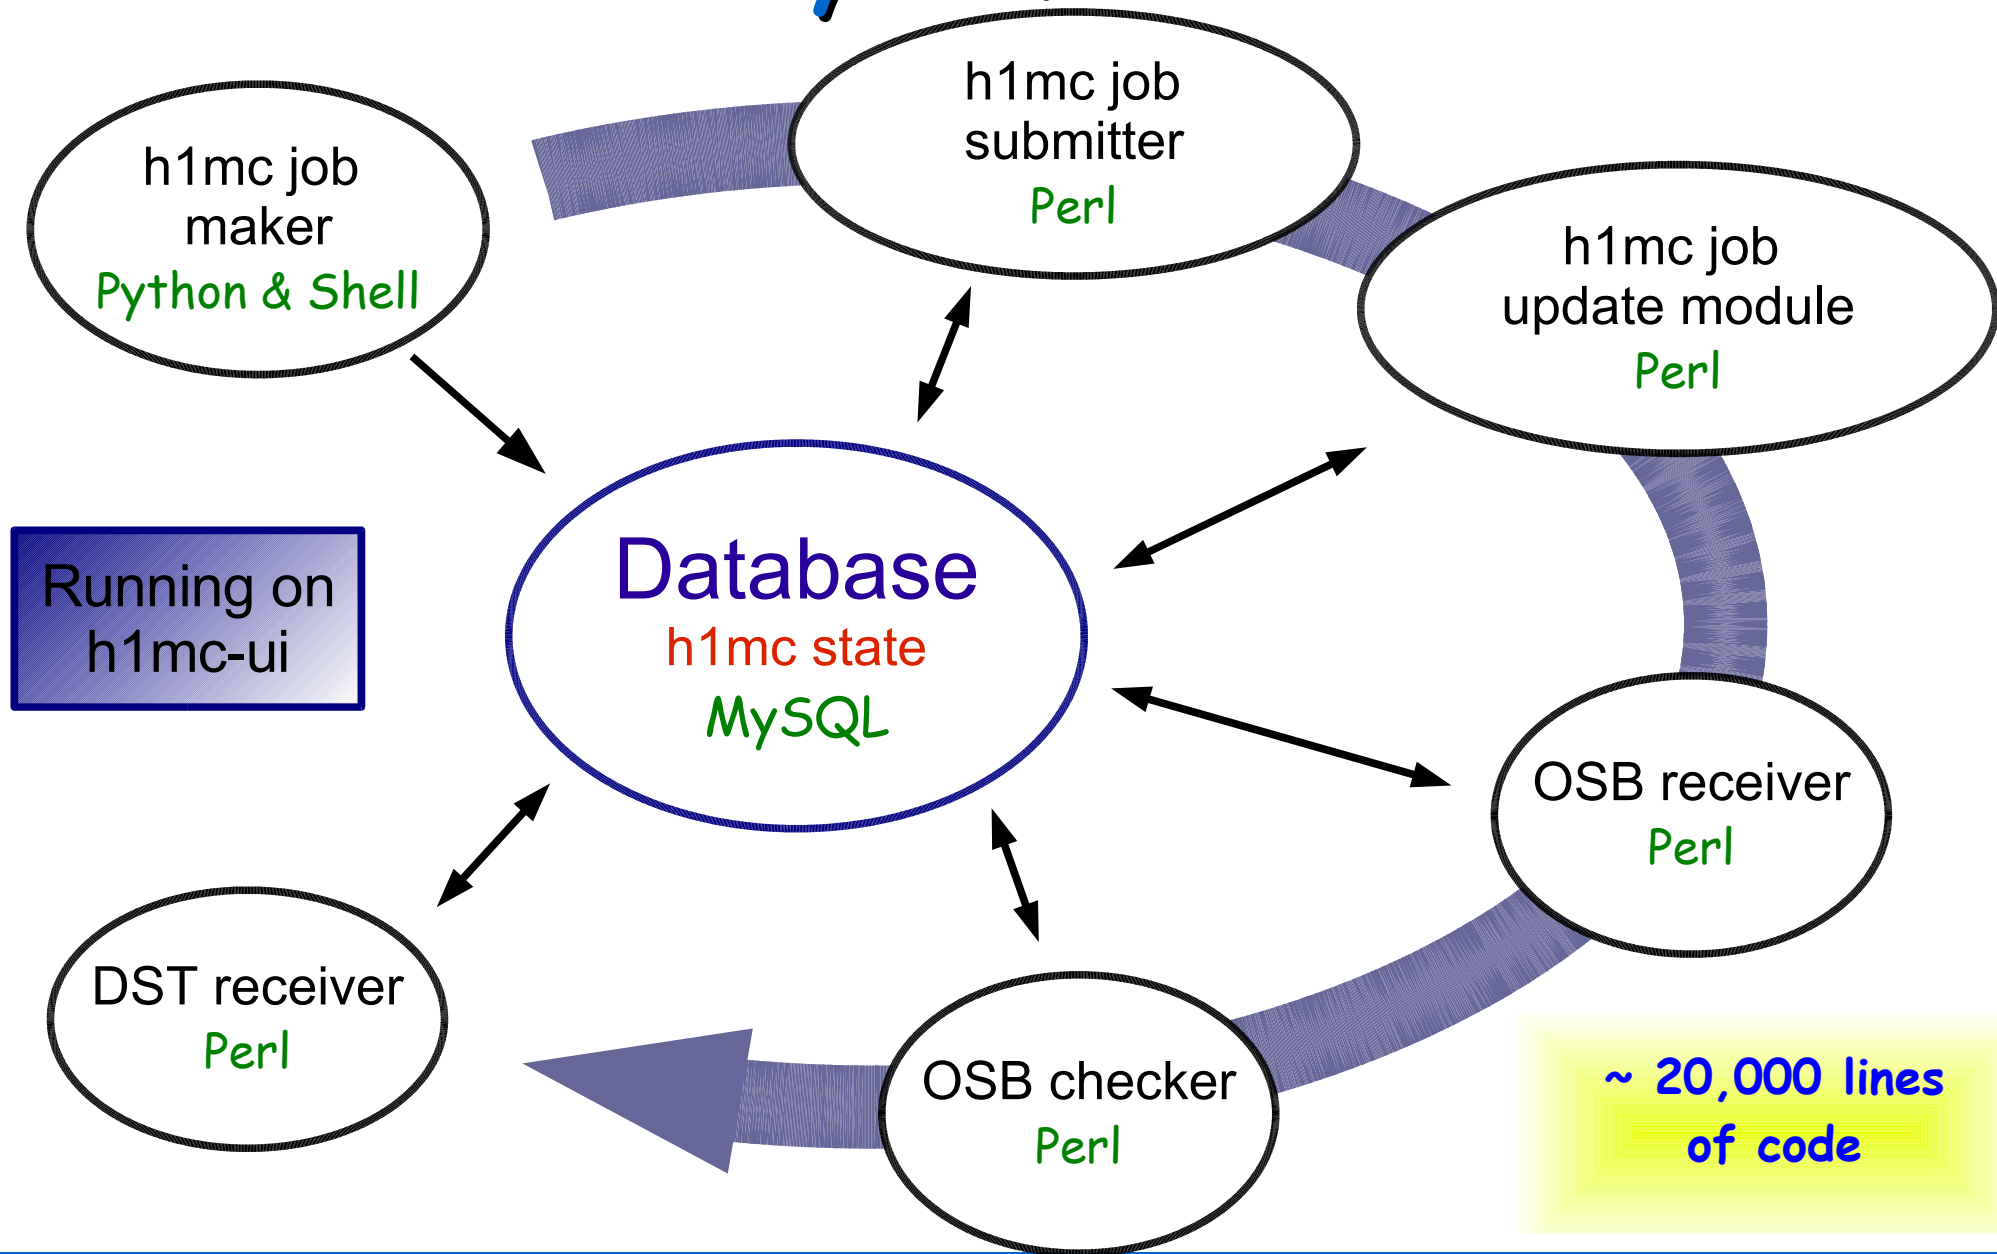 h1mc job
maker
Python & Shell
h1mc job
submitter
Perl
h1mc job
update module
Perl
Running on
h1mc-ui
Database
h1mc state
MySQL
OSB receiver
Perl
DST receiver
Perl
OSB checker
Perl
~ 20,000 lines
of code